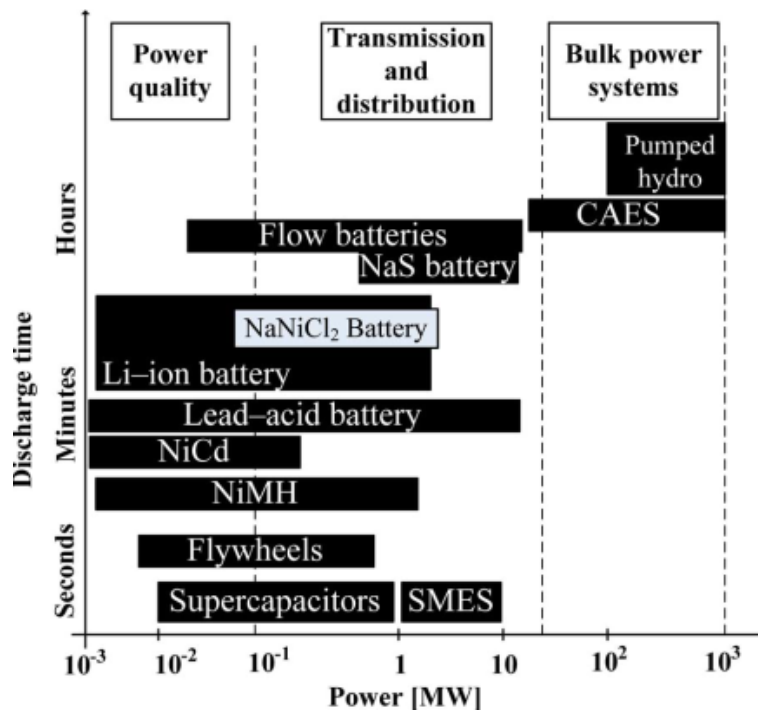 Power
quality
Transmission
and
distribution
Bulk power
systems
Pumped
hydro
CAES
Flow batteries
NaS battery
NaNiCl₂ Battery
Li–ion battery
Lead–acid battery
NiCd
NiMH
Flywheels
Supercapacitors
SMES
Discharge time
Hours
Minutes
Seconds
10⁻³
10⁻²
10⁻¹
1
10
10²
10³
Power [MW]